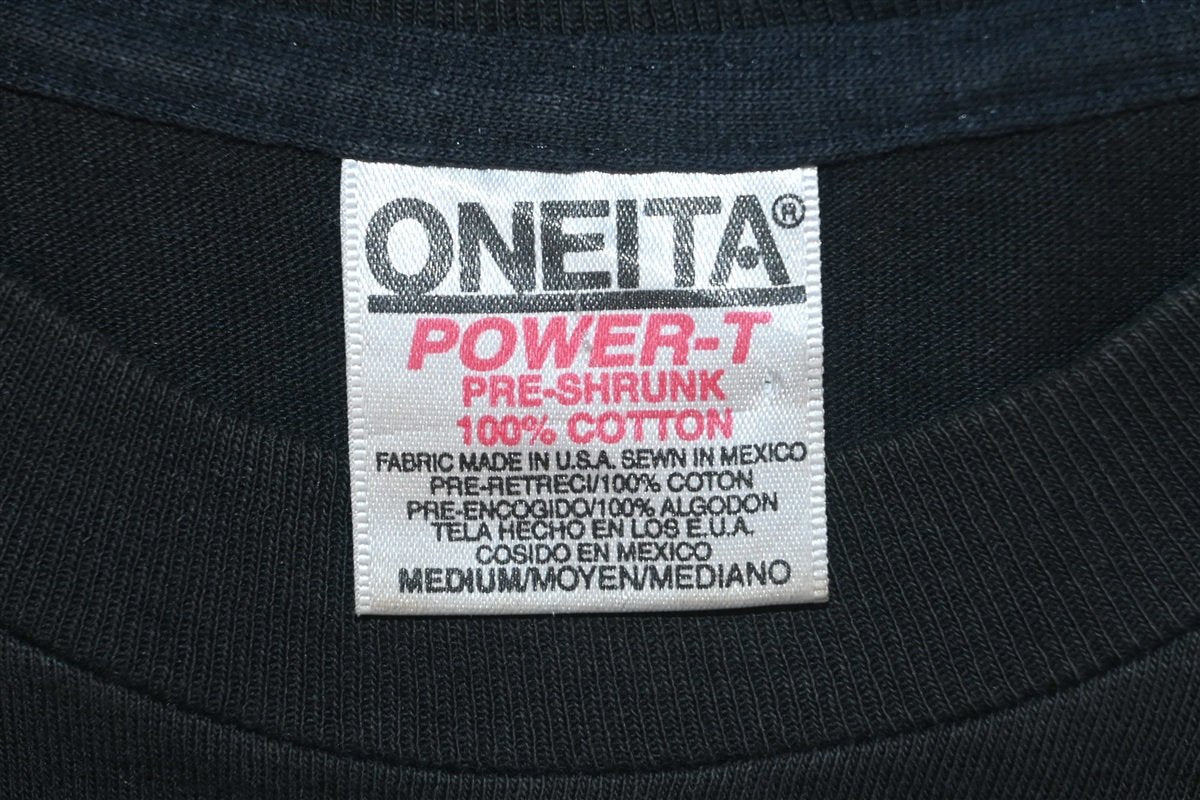 ONEITA®
POWER-T
PRE-SHRUNK
100% COTTON
FABRIC MADE IN U.S.A. SEWN IN MEXICO
PRE-RETRECI/100% COTON
PRE-ENCOGIDO/100% ALGODON
TELA HECHO EN LOS E.U.A.
COSIDO EN MEXICO
MEDIUM/MOYEN/MEDIANO